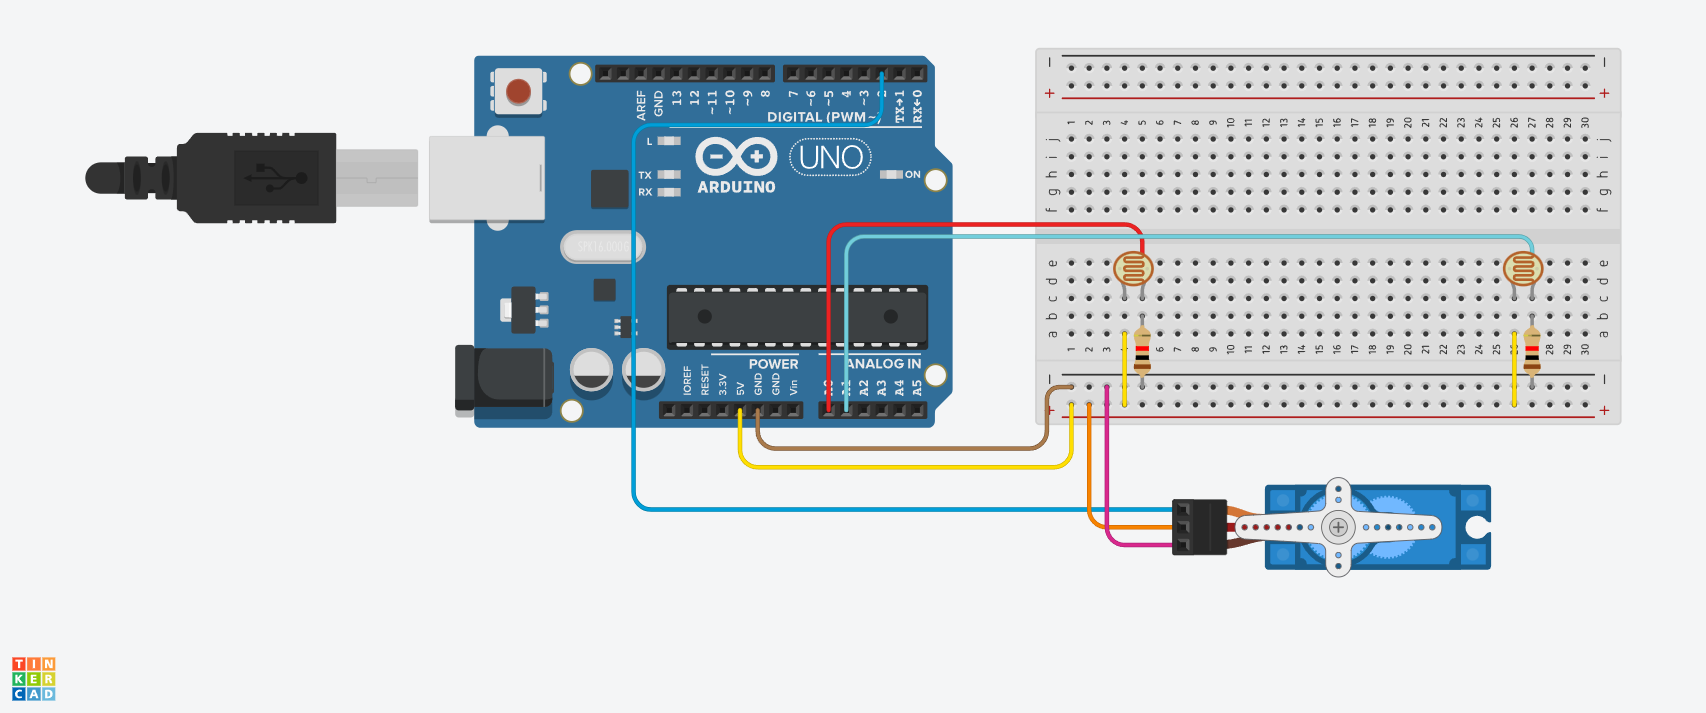 AREF GND 13 12 ~11 ~10 ~9 8 7 ~6 ~5 4 ~3 2 TX→1 RX←0
DIGITAL (PWM ~)
L
TX
RX
UNO
ON
ARDUINO
SPK16.000G
POWER
ANALOG IN
IOREF RESET 3.3V 5V GND GND Vin A0 A1 A2 A3 A4 A5
− −
+ +
1 2 3 4 5 6 7 8 9 10 11 12 13 14 15 16 17 18 19 20 21 22 23 24 25 26 27 28 29 30
j j
i i
h h
g g
f f
e e
d d
c c
b b
a a
1 2 3 4 6 7 8 9 10 11 12 13 14 15 16 17 18 19 20 21 22 23 24 25 26 28 29 30
− −
+ +
TIN
KER
CAD